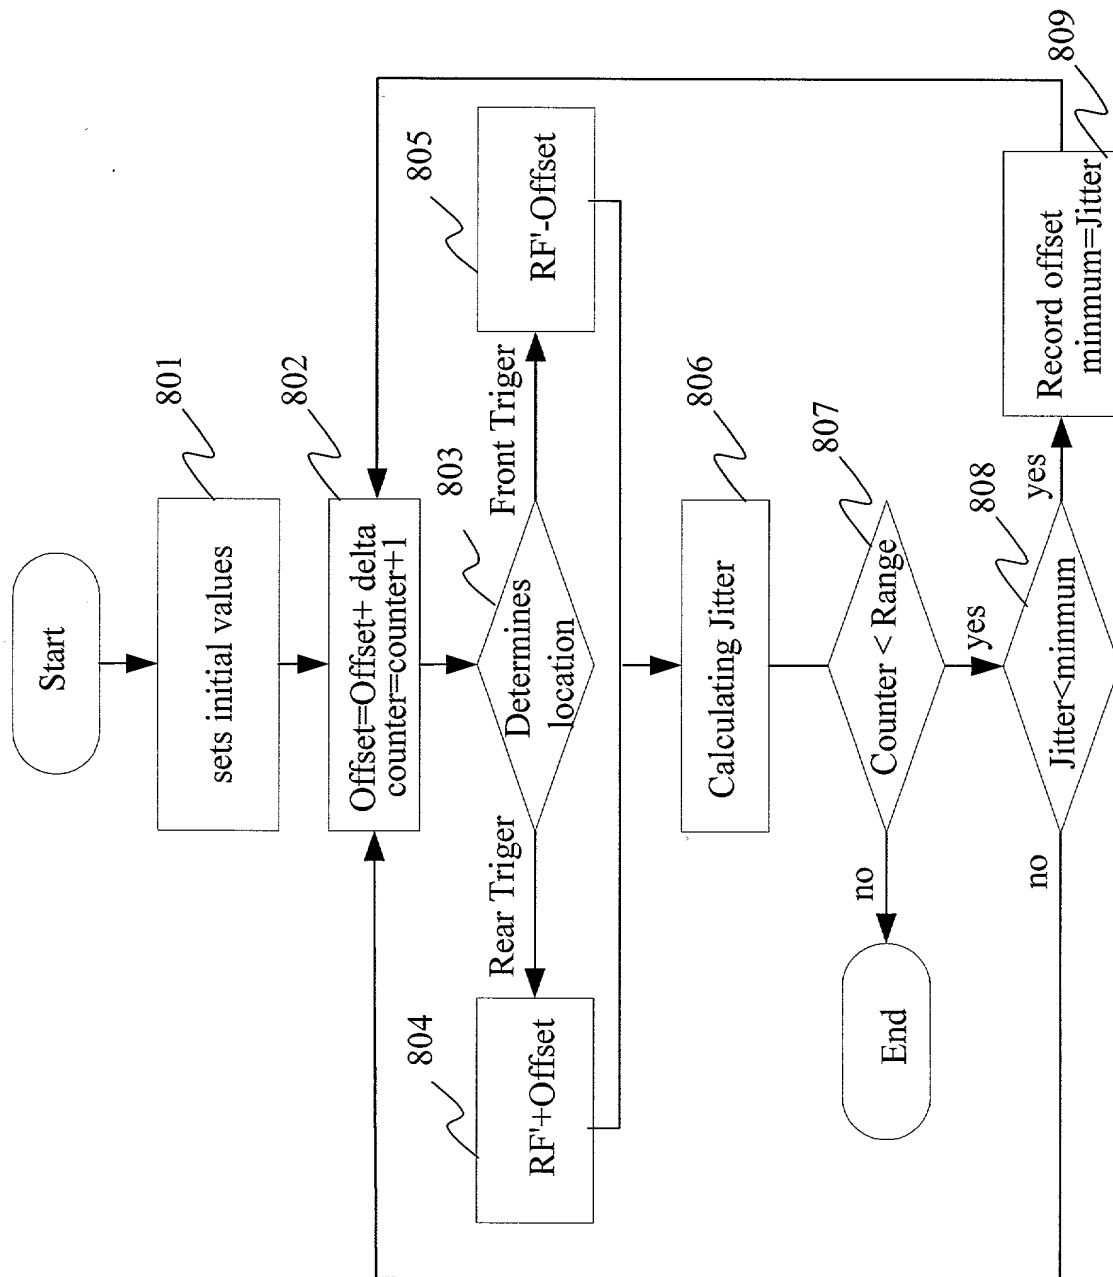 Start
801
sets initial values
802
Offset=Offset+ delta
counter=counter+1
803
Determines
location
Rear Triger
Front Triger
804
RF'+Offset
805
RF'-Offset
806
Calculating Jitter
807
Counter < Range
no
yes
End
808
Jitter<minmum
no
yes
809
Record offset
minmum=Jitter